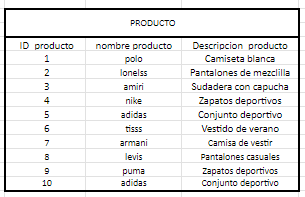 PRODUCTO
ID producto nombre producto Descripcion producto
1 polo Camiseta blanca
2 lonelss Pantalones de mezclilla
3 amiri Sudadera con capucha
4 nike Zapatos deportivos
5 adidas Conjunto deportivo
6 tisss Vestido de verano
7 armani Camisa de vestir
8 levis Pantalones casuales
9 puma Zapatos deportivos
10 adidas Conjunto deportivo